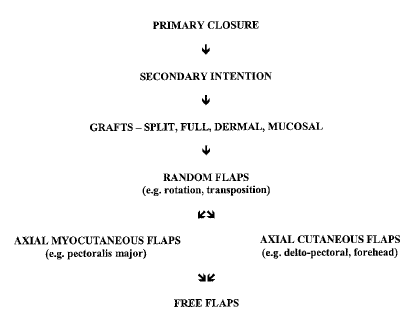 PRIMARY CLOSURE
SECONDARY INTENTION
GRAFTS – SPLIT, FULL, DERMAL, MUCOSAL
RANDOM FLAPS
(e.g. rotation, transposition)
AXIAL MYOCUTANEOUS FLAPS
(e.g. pectoralis major)
AXIAL CUTANEOUS FLAPS
(e.g. delto-pectoral, forehead)
FREE FLAPS